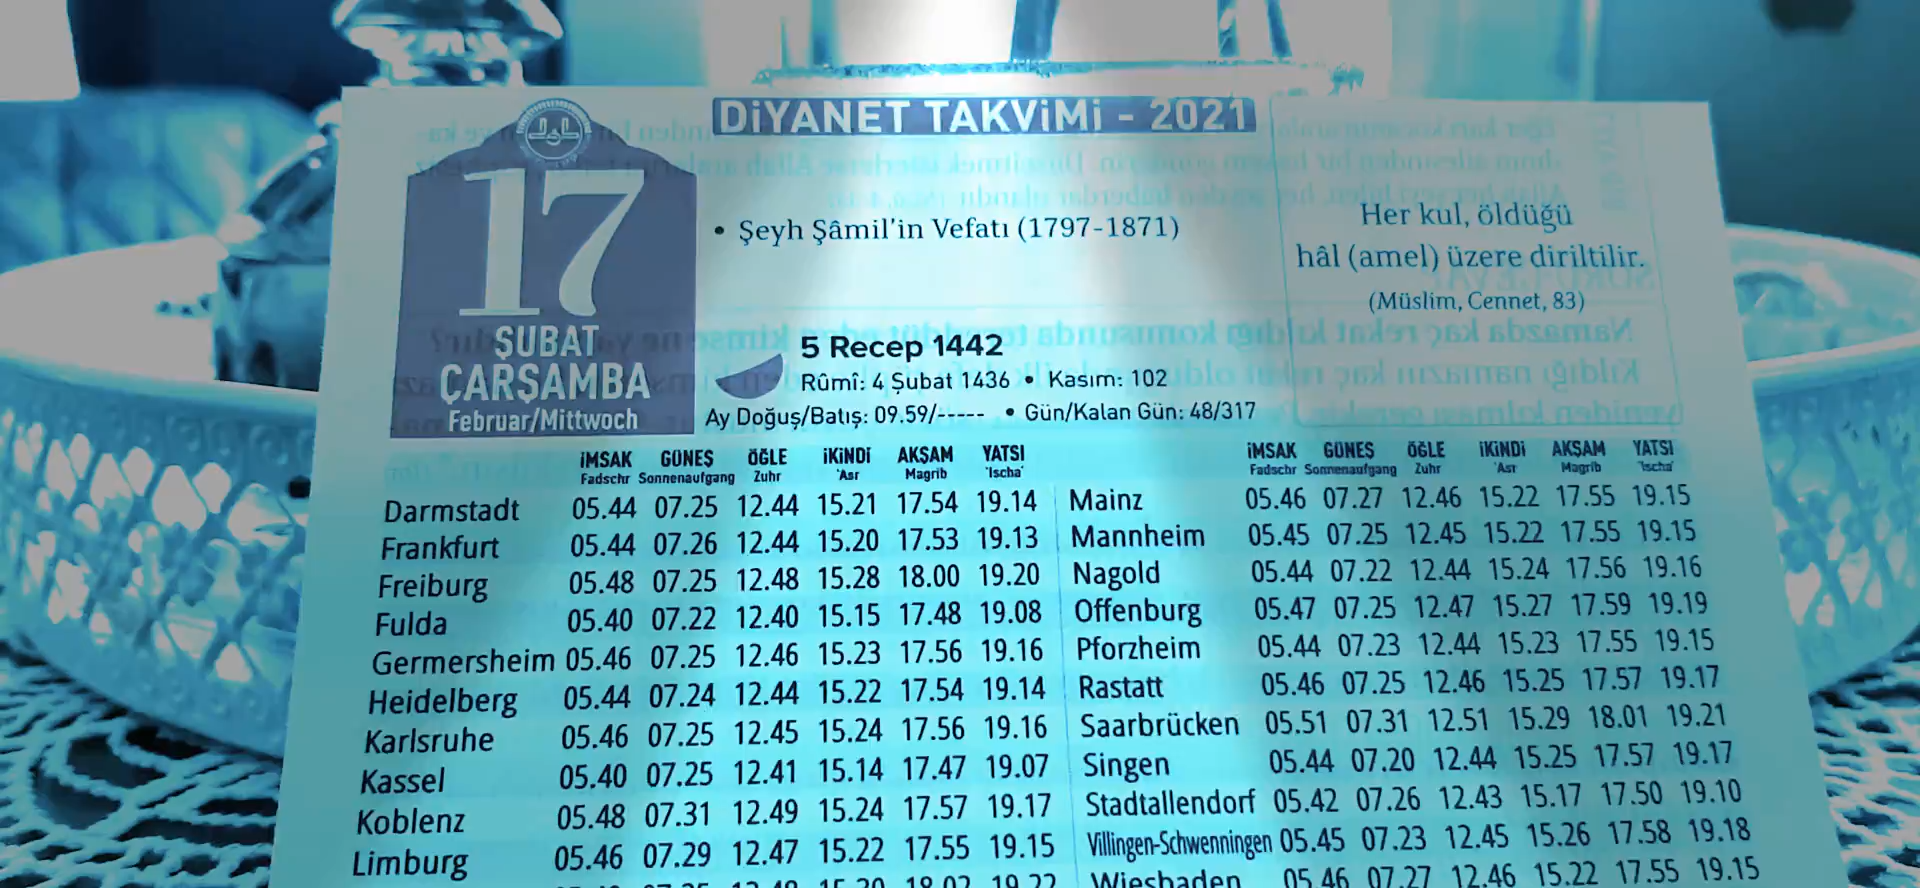 DİYANET TAKVİMİ - 2021
17
ŞUBAT
ÇARŞAMBA
Februar/Mittwoch
• Şeyh Şâmil'in Vefatı (1797-1871)
Her kul, öldüğü
hâl (amel) üzere diriltilir.
(Müslim, Cennet, 83)
5 Recep 1442
Rûmî: 4 Şubat 1436 • Kasım: 102
Ay Doğuş/Batış: 09.59/----- • Gün/Kalan Gün: 48/317
İMSAK GÜNEŞ ÖĞLE İKİNDİ AKŞAM YATSI
Fadschr Sonnenaufgang Zuhr 'Asr Magrib 'Ischa'
Darmstadt 05.44 07.25 12.44 15.21 17.54 19.14
Frankfurt 05.44 07.26 12.44 15.20 17.53 19.13
Freiburg 05.48 07.25 12.48 15.28 18.00 19.20
Fulda 05.40 07.22 12.40 15.15 17.48 19.08
Germersheim 05.46 07.25 12.46 15.23 17.56 19.16
Heidelberg 05.44 07.24 12.44 15.22 17.54 19.14
Karlsruhe 05.46 07.25 12.45 15.24 17.56 19.16
Kassel 05.40 07.25 12.41 15.14 17.47 19.07
Koblenz 05.48 07.31 12.49 15.24 17.57 19.17
Limburg 05.46 07.29 12.47 15.22 17.55 19.15
İMSAK GÜNEŞ ÖĞLE İKİNDİ AKŞAM YATSI
Fadschr Sonnenaufgang Zuhr 'Asr Magrib 'Ischa'
Mainz 05.46 07.27 12.46 15.22 17.55 19.15
Mannheim 05.45 07.25 12.45 15.22 17.55 19.15
Nagold 05.44 07.22 12.44 15.24 17.56 19.16
Offenburg 05.47 07.25 12.47 15.27 17.59 19.19
Pforzheim 05.44 07.23 12.44 15.23 17.55 19.15
Rastatt 05.46 07.25 12.46 15.25 17.57 19.17
Saarbrücken 05.51 07.31 12.51 15.29 18.01 19.21
Singen 05.44 07.20 12.44 15.25 17.57 19.17
Stadtallendorf 05.42 07.26 12.43 15.17 17.50 19.10
Villingen-Schwenningen 05.45 07.23 12.45 15.26 17.58 19.18
Wiesbaden 05.46 07.27 12.46 15.22 17.55 19.15